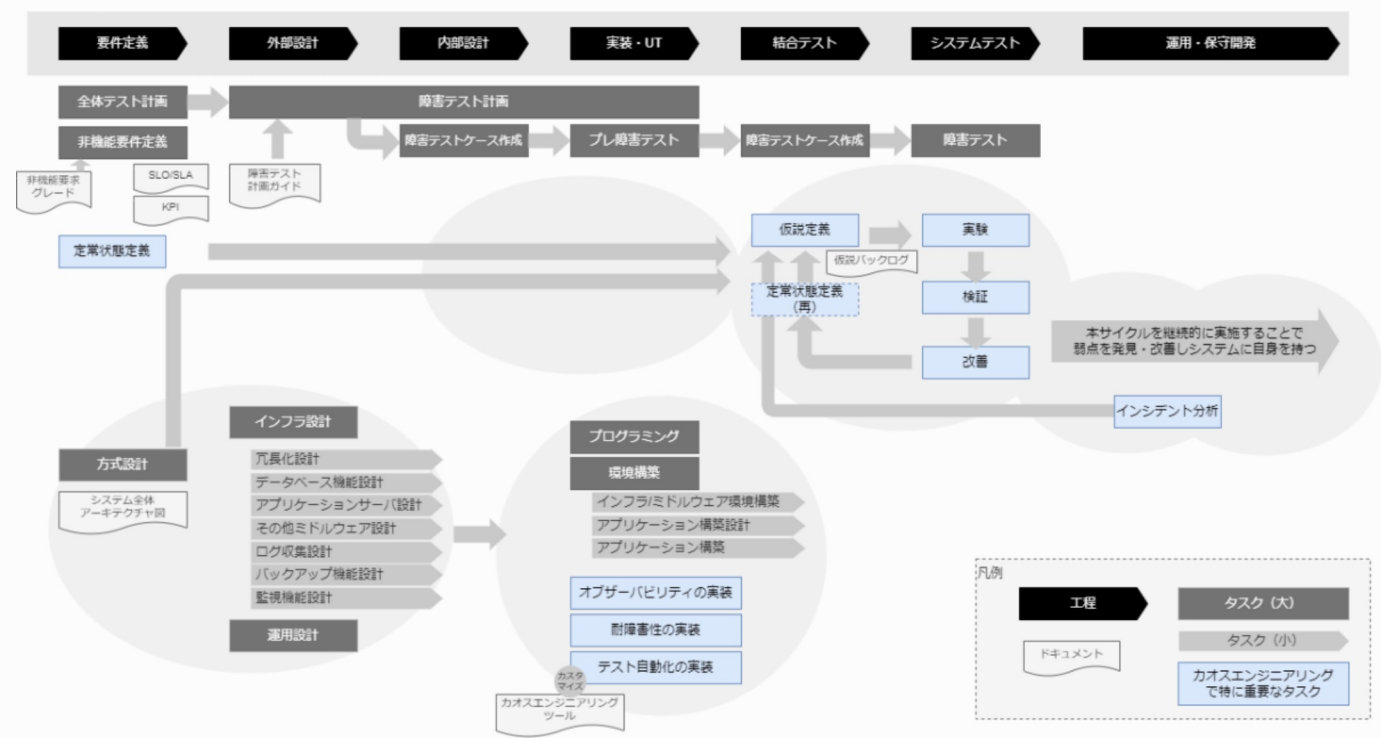 要件定義
外部設計
内部設計
実装・UT
結合テスト
システムテスト
運用・保守開発
全体テスト計画
障害テスト計画
非機能要件定義
障害テストケース作成
プレ障害テスト
障害テストケース作成
障害テスト
非機能要求
グレード
SLO/SLA
KPI
障害テスト
計画ガイド
定常状態定義
仮説定義
実験
仮説バックログ
定常状態定義
(再)
検証
改善
本サイクルを継続的に実施することで
弱点を発見・改善しシステムに自身を持つ
インシデント分析
方式設計
システム全体
アーキテクチャ図
インフラ設計
冗長化設計
データベース機能設計
アプリケーションサーバ設計
その他ミドルウェア設計
ログ収集設計
バックアップ機能設計
監視機能設計
運用設計
プログラミング
環境構築
インフラ/ミドルウェア環境構築
アプリケーション構築設計
アプリケーション構築
オブザーバビリティの実装
耐障害性の実装
テスト自動化の実装
カスタ
マイズ
カオスエンジニアリング
ツール
凡例
工程
タスク（大）
ドキュメント
タスク（小）
カオスエンジニアリング
で特に重要なタスク